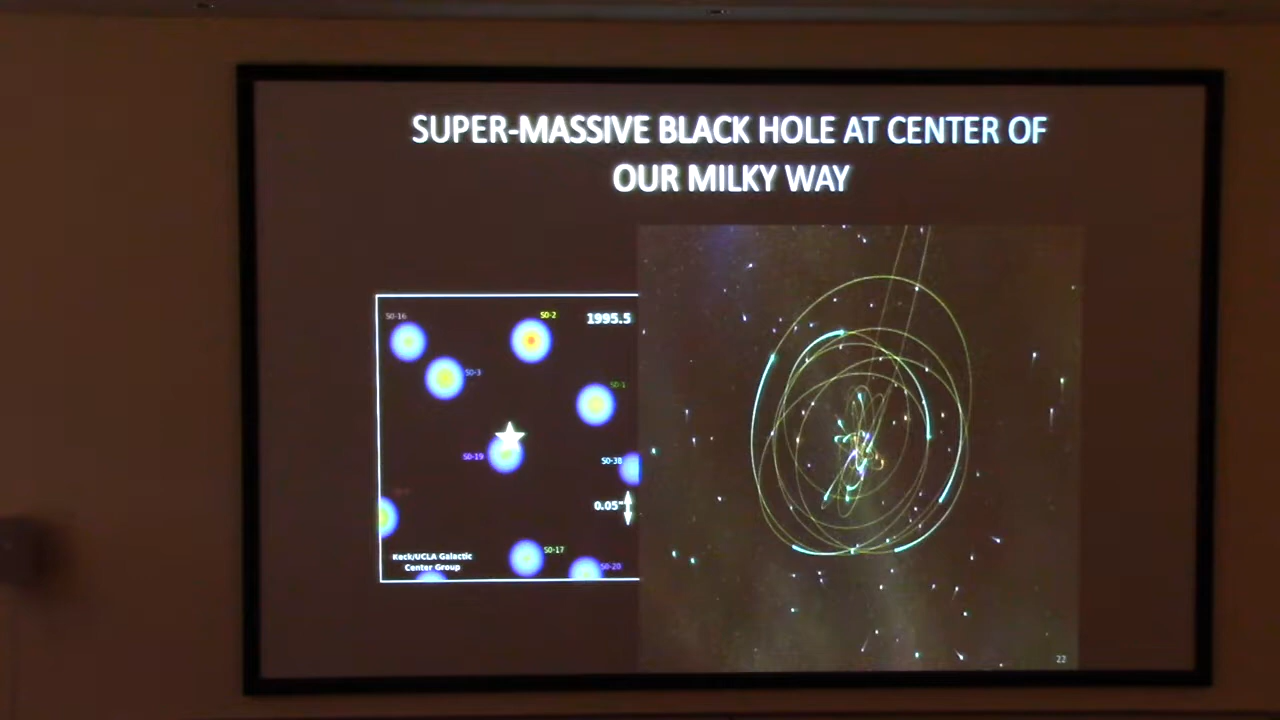 SUPER-MASSIVE BLACK HOLE AT CENTER OF
OUR MILKY WAY
S0-16
S0-2
1995.5
S0-3
S0-1
S0-19
S0-38
0.05"
Keck/UCLA Galactic
Center Group
S0-17
S0-20
22